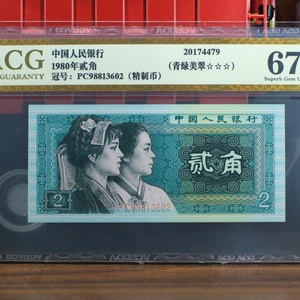 ACG
GUARANTY
中国人民银行
1980年贰角
冠号：PC98813602（精制币）
20174479
（青绿美翠☆☆☆）
67
Superb Gem U
中国人民银行
贰角
2
2
PC98813602